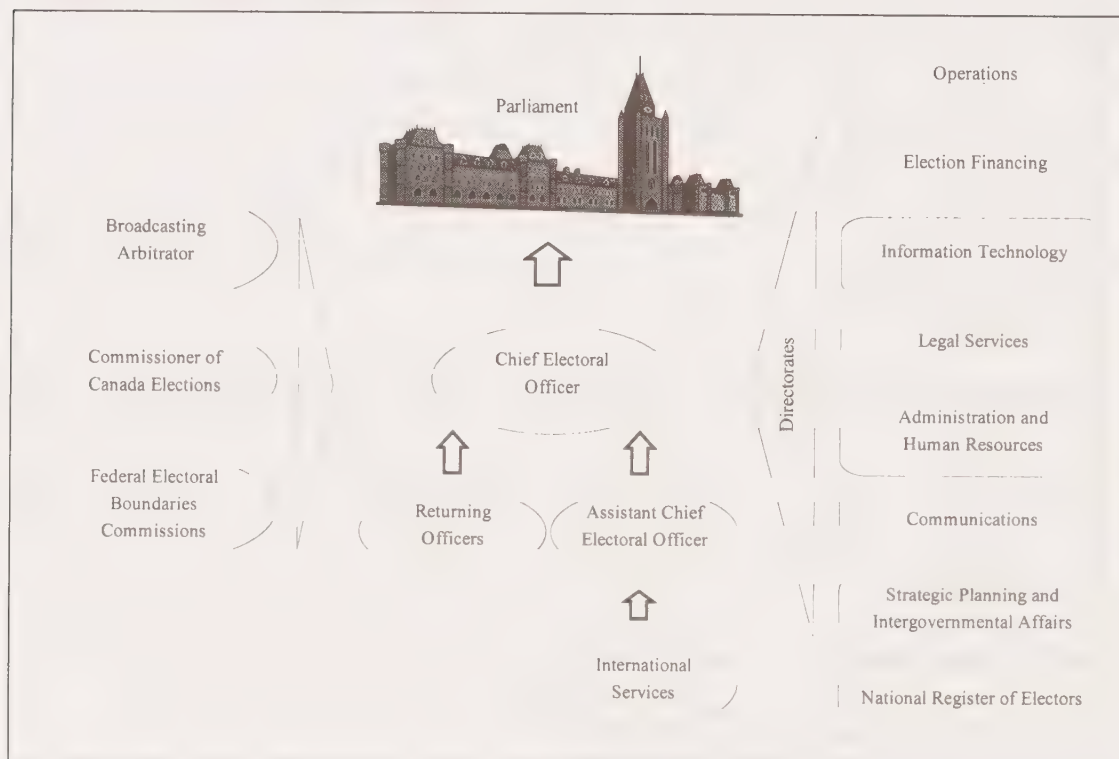 Parliament
Broadcasting
Arbitrator
Commissioner of
Canada Elections
Federal Electoral
Boundaries
Commissions
Chief Electoral
Officer
Returning
Officers
Assistant Chief
Electoral Officer
International
Services
Directorates
Operations
Election Financing
Information Technology
Legal Services
Administration and
Human Resources
Communications
Strategic Planning and
Intergovernmental Affairs
National Register of Electors